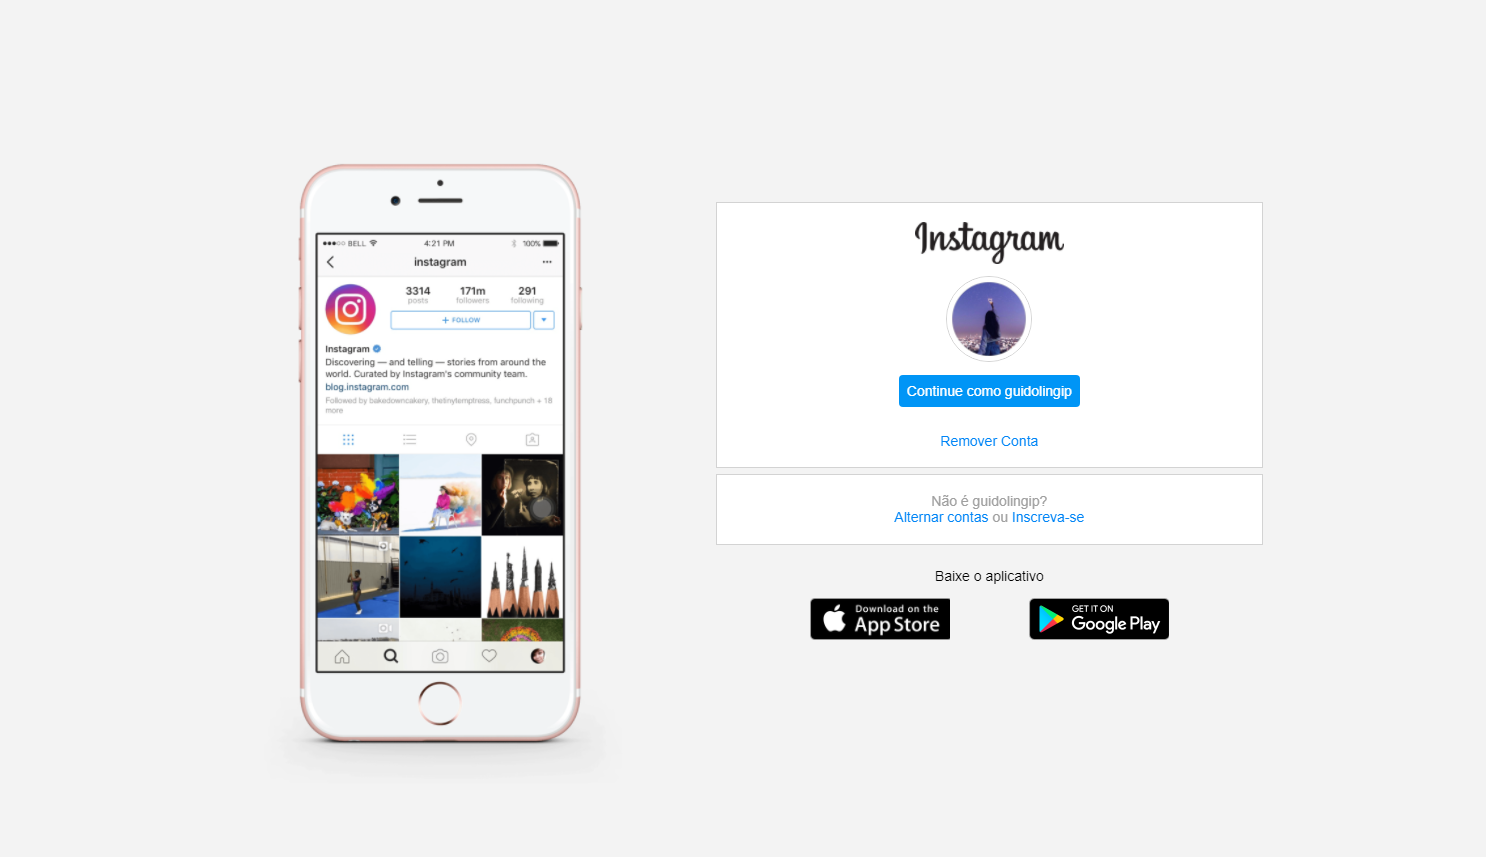 BELL
4:21 PM
100%
instagram
3314
171m
291
posts
followers
following
+ FOLLOW
Instagram
Discovering — and telling — stories from around the
world. Curated by Instagram's community team.
blog.instagram.com
Followed by bakedowncakery, thetinytemptress, funchpunch + 18
more
Instagram
Continue como guidolingip
Remover Conta
Não é guidolingip?
Alternar contas ou Inscreva-se
Baixe o aplicativo
Download on the
App Store
GET IT ON
Google Play